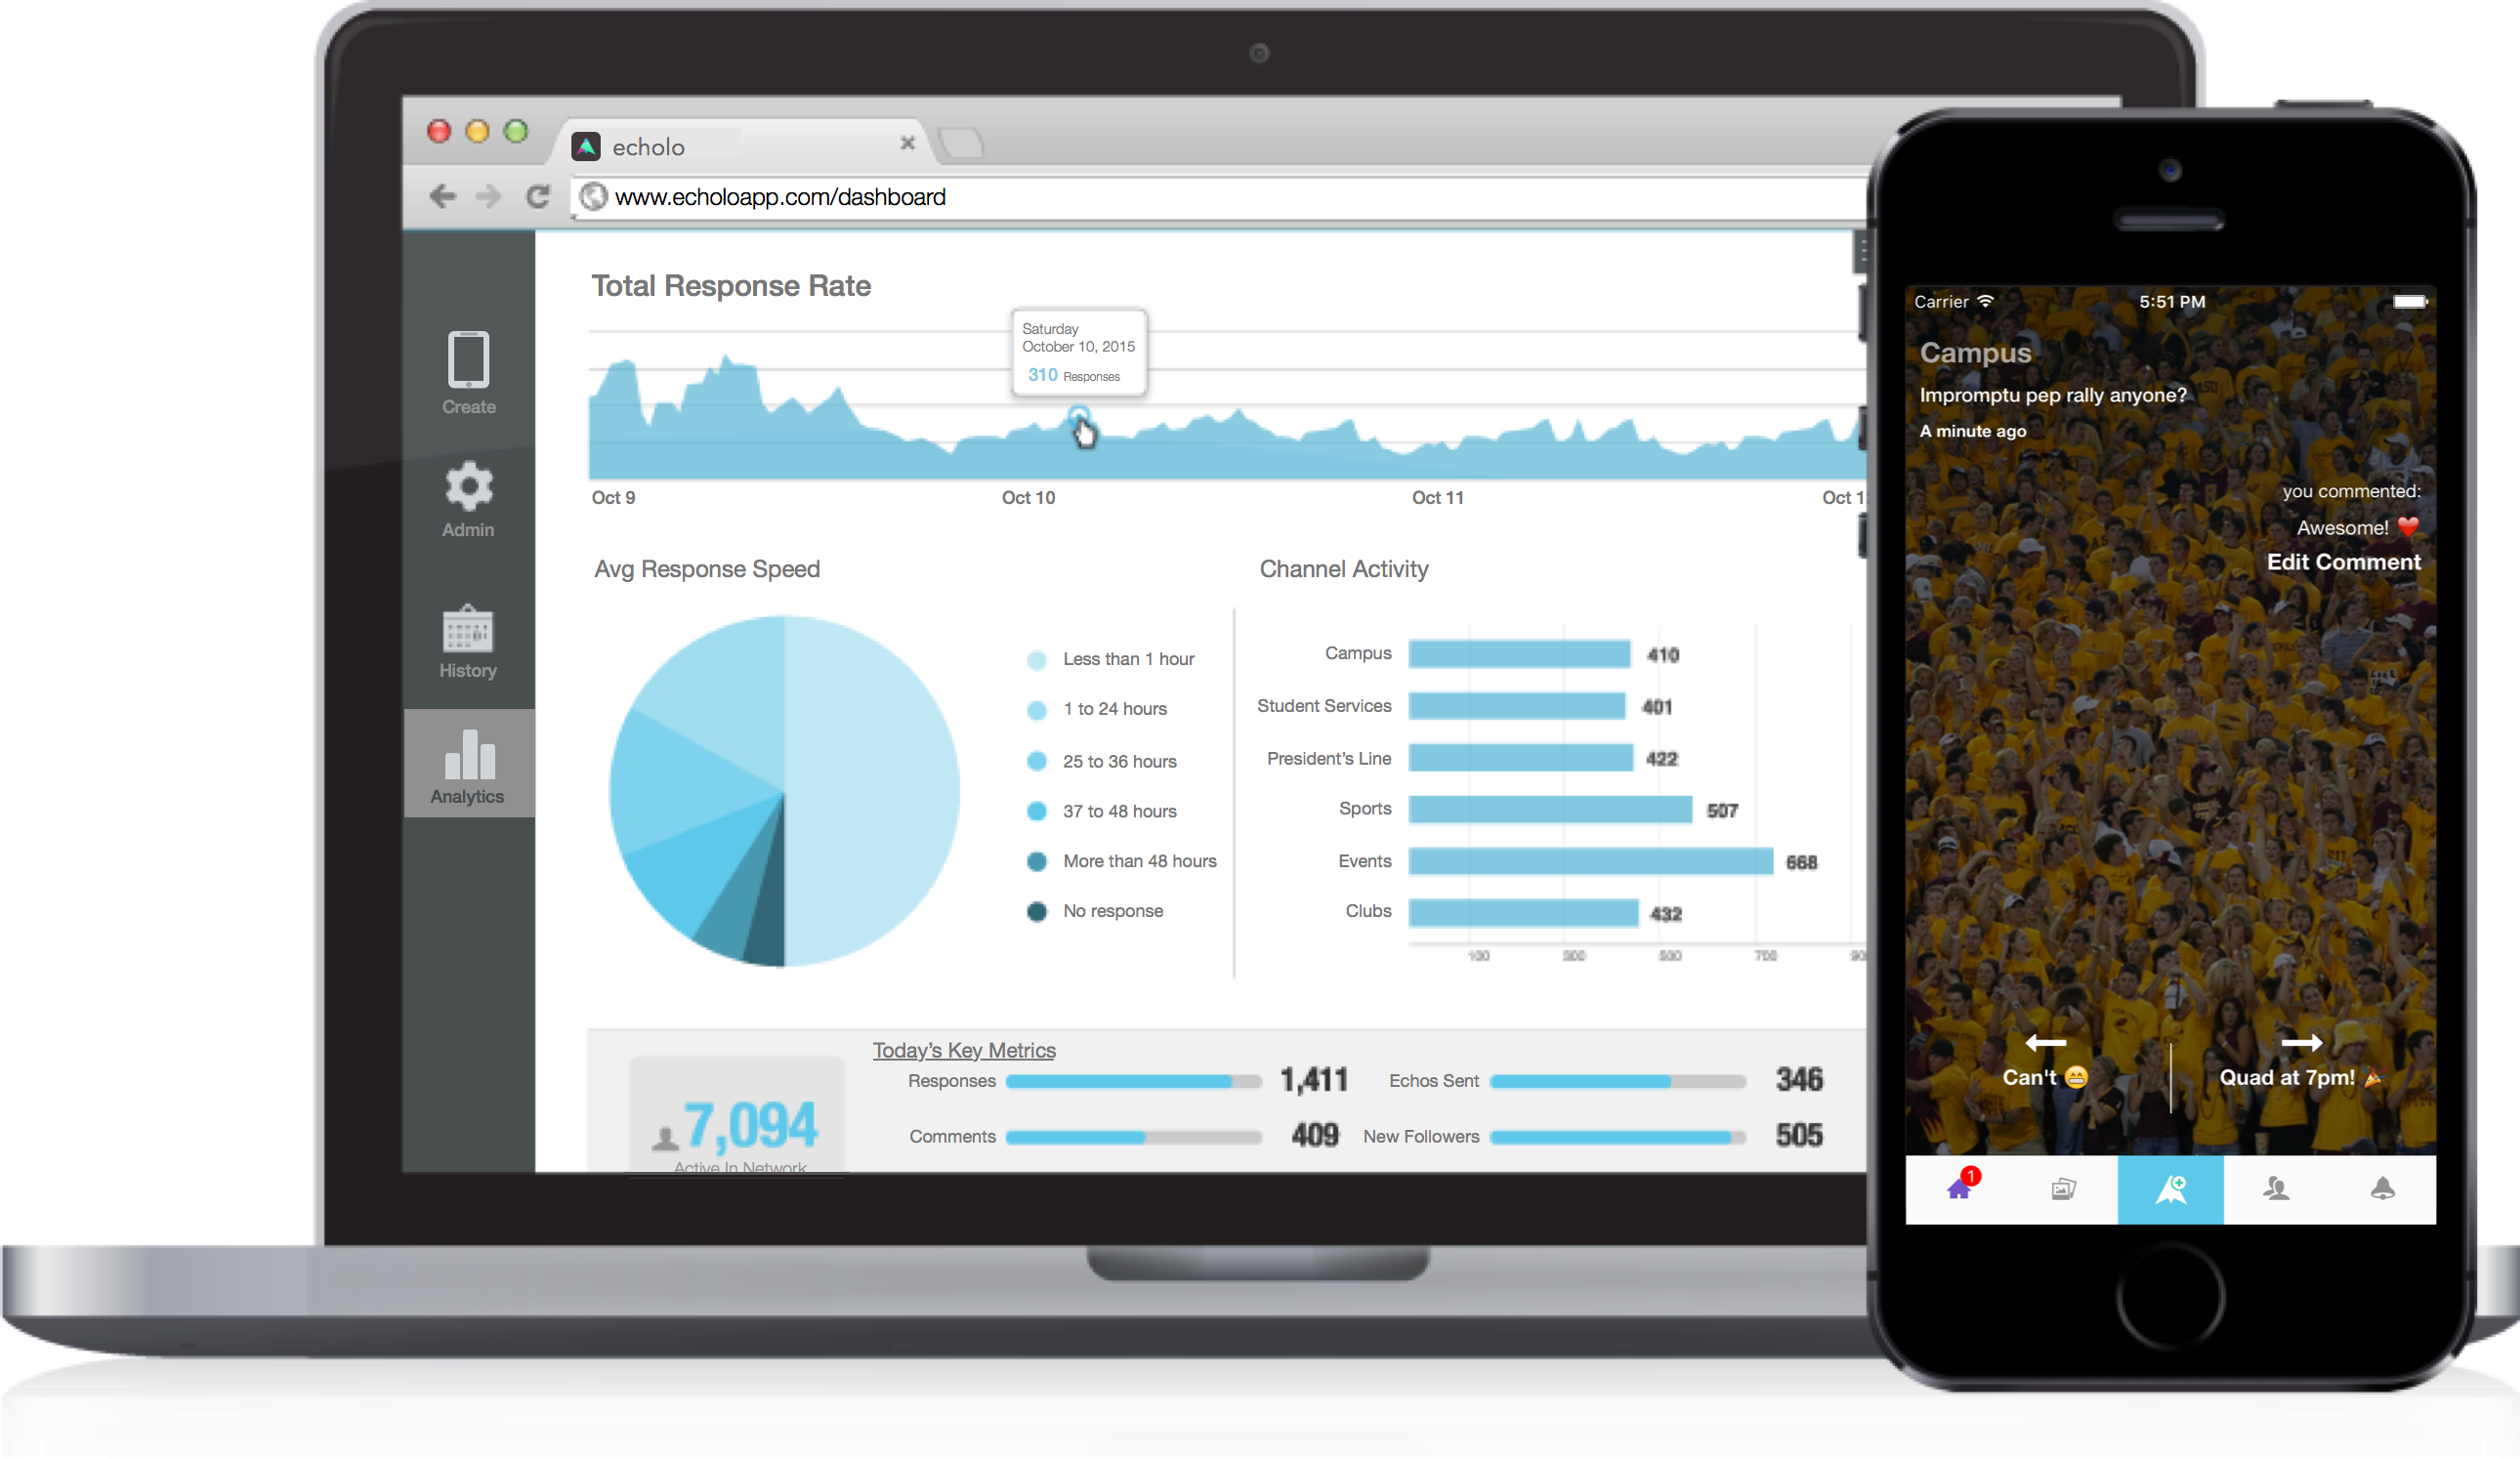 echolo
www.echoloapp.com/dashboard
Create
Admin
History
Analytics
Total Response Rate
Saturday
October 10, 2015
310 Responses
Oct 9
Oct 10
Oct 11
Oct 1
Avg Response Speed
Less than 1 hour
1 to 24 hours
25 to 36 hours
37 to 48 hours
More than 48 hours
No response
Channel Activity
Campus 410
Student Services 401
President's Line 422
Sports 507
Events 668
Clubs 432
100 300 500 700 90
7,094
Active In Network
Today's Key Metrics
Responses 1,411
Comments 409
Echos Sent 346
New Followers 505
Carrier 5:51 PM
Campus
Impromptu pep rally anyone?
A minute ago
you commented:
Awesome! ❤️
Edit Comment
Can't 😁
Quad at 7pm! 🎉
1